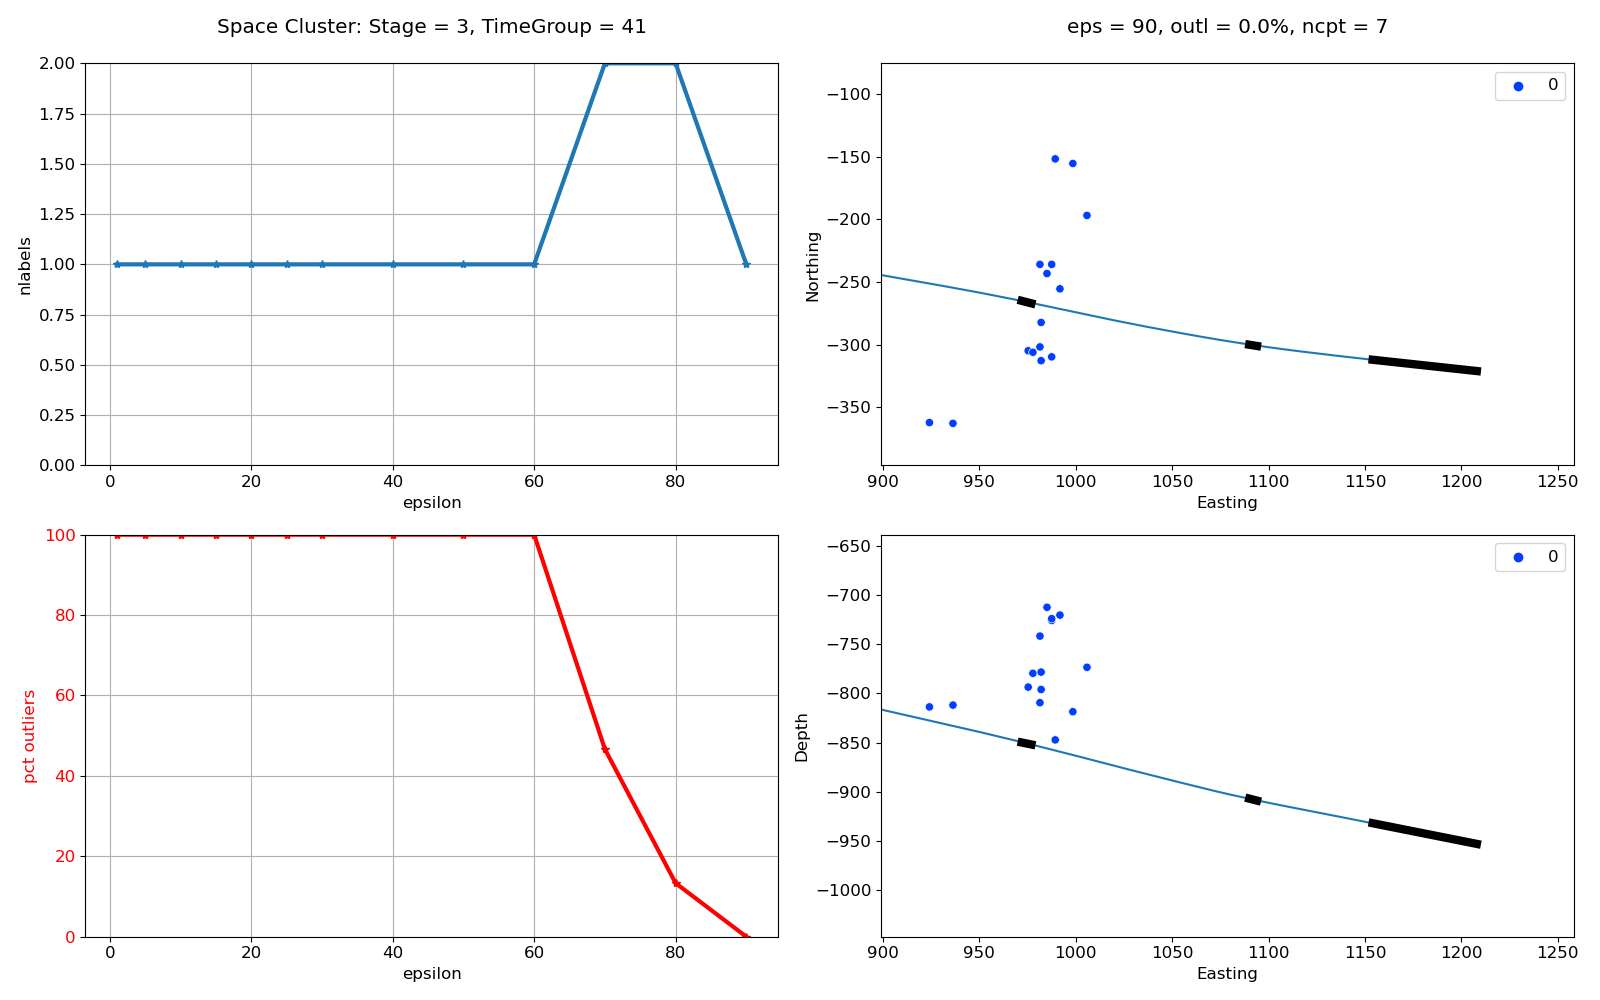 Space Cluster: Stage = 3, TimeGroup = 41
2.00
1.75
1.50
1.25
1.00
0.75
0.50
0.25
0.00
nlabels
0 20 40 60 80
epsilon
eps = 90, outl = 0.0%, ncpt = 7
0
−100
−150
−200
−250
−300
−350
Northing
900 950 1000 1050 1100 1150 1200 1250
Easting
100
80
60
40
20
0
pct outliers
0 20 40 60 80
epsilon
0
−650
−700
−750
−800
−850
−900
−950
−1000
Depth
900 950 1000 1050 1100 1150 1200 1250
Easting